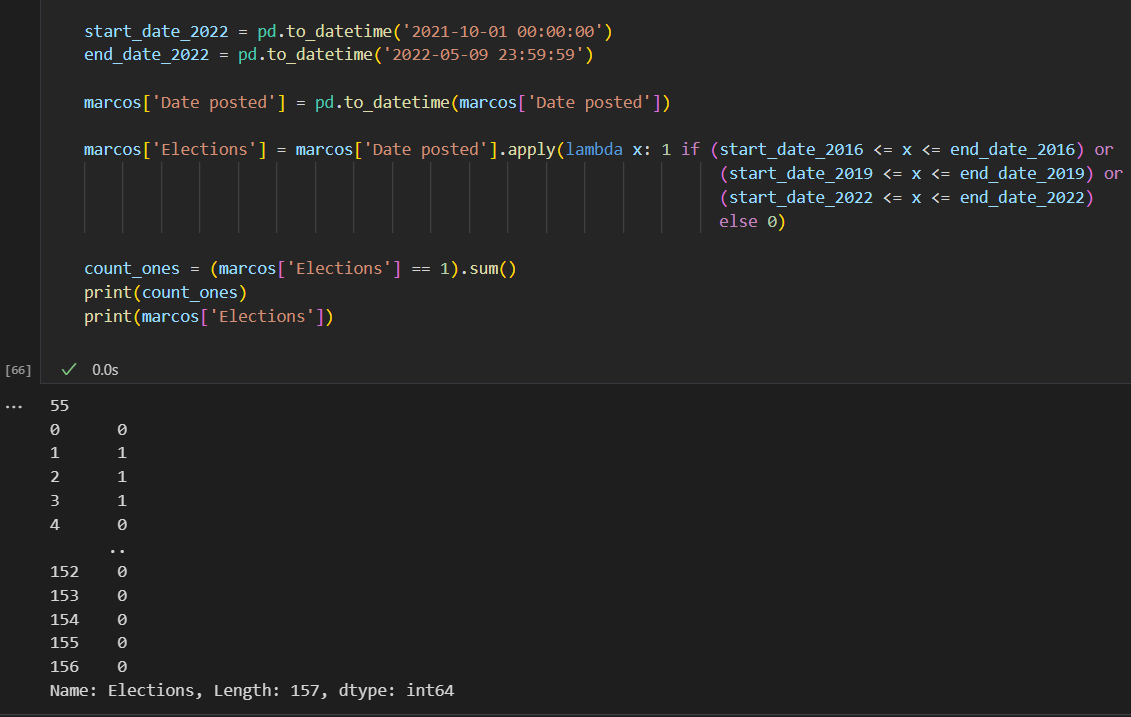 start_date_2022 = pd.to_datetime('2021-10-01 00:00:00')
end_date_2022 = pd.to_datetime('2022-05-09 23:59:59')
marcos['Date posted'] = pd.to_datetime(marcos['Date posted'])
marcos['Elections'] = marcos['Date posted'].apply(lambda x: 1 if (start_date_2016 <= x <= end_date_2016) or
(start_date_2019 <= x <= end_date_2019) or
(start_date_2022 <= x <= end_date_2022)
else 0)
count_ones = (marcos['Elections'] == 1).sum()
print(count_ones)
print(marcos['Elections'])
[66] ✓ 0.0s
... 55
0 0
1 1
2 1
3 1
4 0
..
152 0
153 0
154 0
155 0
156 0
Name: Elections, Length: 157, dtype: int64